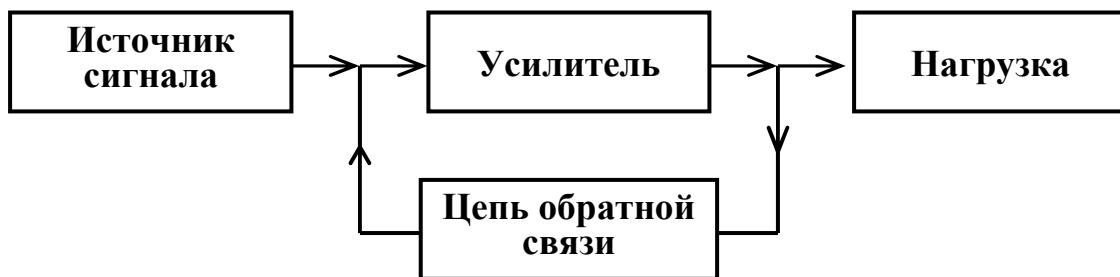 Источник
сигнала
Усилитель
Нагрузка
Цепь обратной
связи